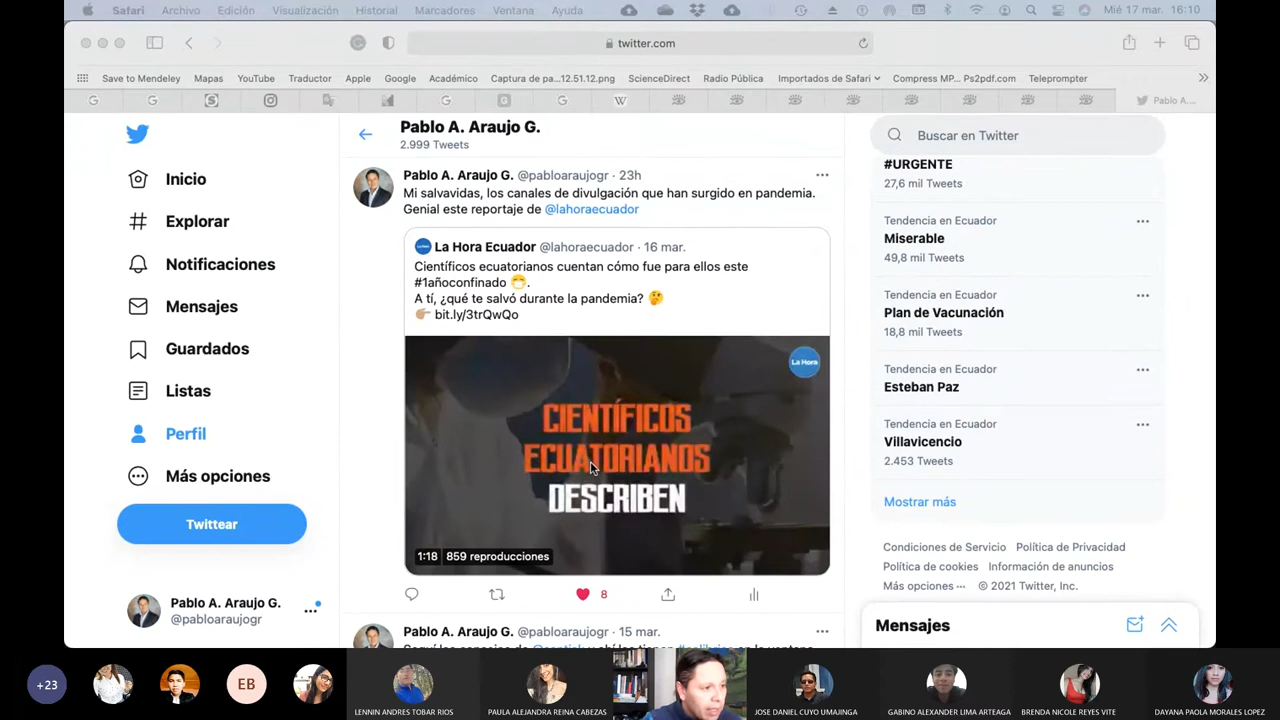 Safari Archivo Edición Visualización Historial Marcadores Ventana Ayuda Mié 17 mar. 16:10
twitter.com
Save to Mendeley Mapas YouTube Traductor Apple Google Académico Captura de pa...12.51.12.png ScienceDirect Radio Pública Importados de Safari Compress MP... Ps2pdf.com Teleprompter
Pablo A....
Inicio
Explorar
Notificaciones
Mensajes
Guardados
Listas
Perfil
Más opciones
Twittear
Pablo A. Araujo G.
@pabloaraujogr
Pablo A. Araujo G.
2.999 Tweets
Pablo A. Araujo G. @pabloaraujogr · 23h
Mi salvavidas, los canales de divulgación que han surgido en pandemia.
Genial este reportaje de @lahoraecuador
La Hora Ecuador @lahoraecuador · 16 mar.
Científicos ecuatorianos cuentan cómo fue para ellos este
#1añoconfinado 😷.
A tí, ¿qué te salvó durante la pandemia? 🤔
👉🏼 bit.ly/3trQwQo
La Hora
CIENTÍFICOS
ECUATORIANOS
DESCRIBEN
1:18 859 reproducciones
8
Pablo A. Araujo G. @pabloaraujogr · 15 mar.
Buscar en Twitter
#URGENTE
27,6 mil Tweets
Tendencia en Ecuador
Miserable
49,8 mil Tweets
Tendencia en Ecuador
Plan de Vacunación
18,8 mil Tweets
Tendencia en Ecuador
Esteban Paz
Tendencia en Ecuador
Villavicencio
2.453 Tweets
Mostrar más
Condiciones de Servicio Política de Privacidad
Política de cookies Información de anuncios
Más opciones ··· © 2021 Twitter, Inc.
Mensajes
+23
EB
LENNIN ANDRES TOBAR RIOS
PAULA ALEJANDRA REINA CABEZAS
JOSE DANIEL CUYO UMAJINGA
GABINO ALEXANDER LIMA ARTEAGA
BRENDA NICOLE REYES VITE
DAYANA PAOLA MORALES LOPEZ